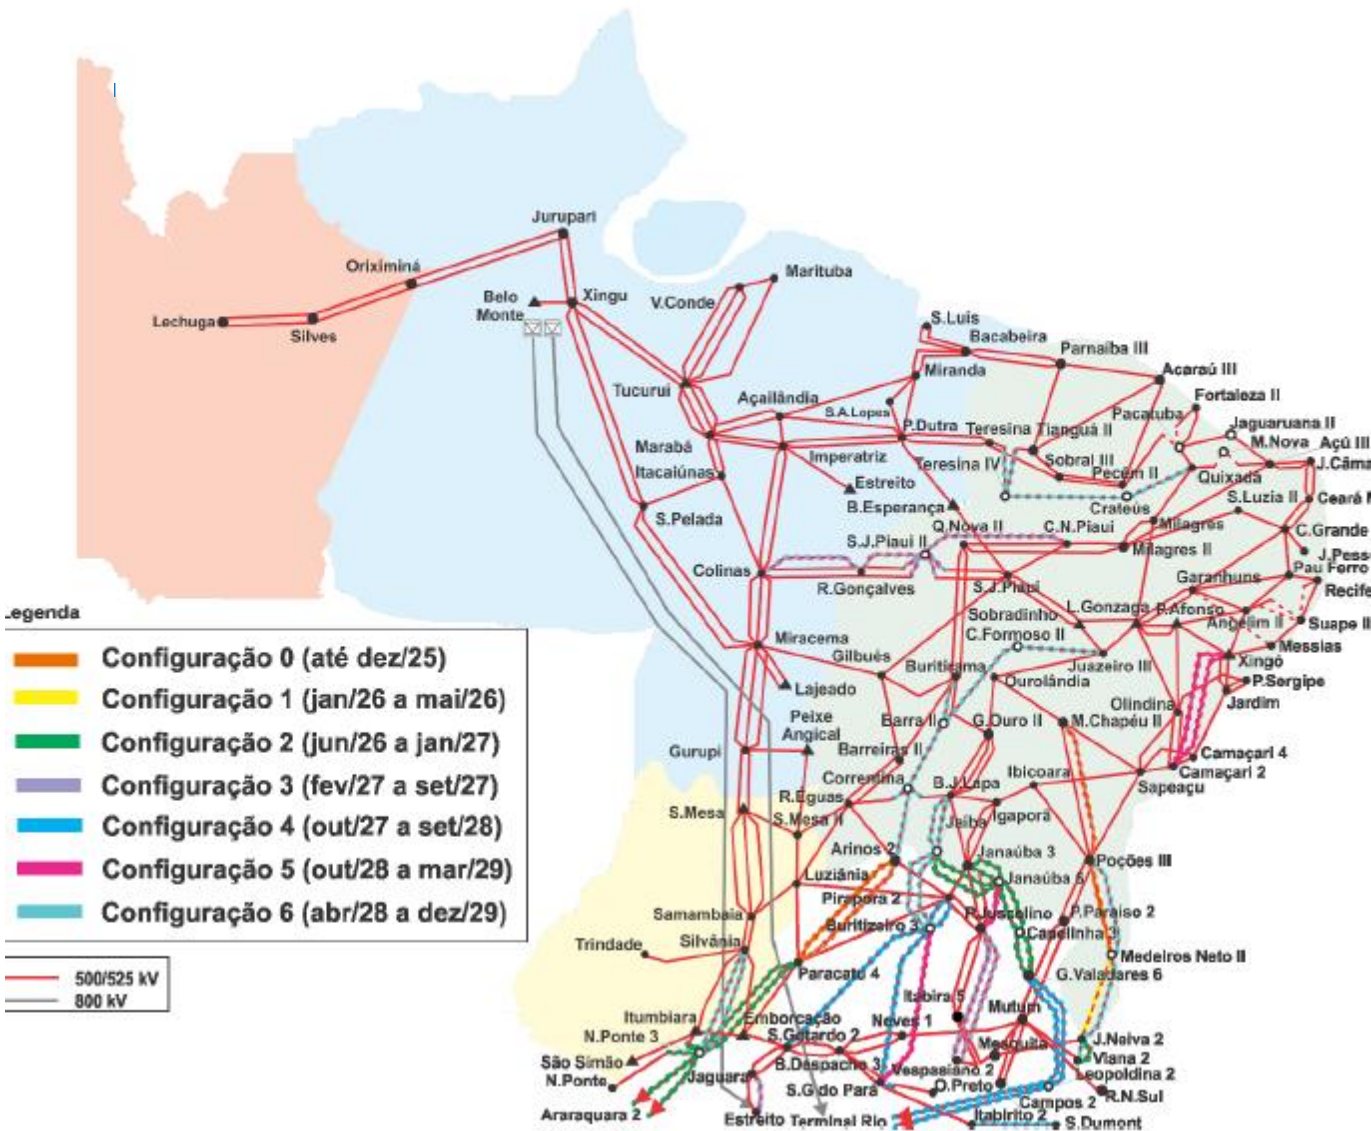 Jurupari
Oriximiná
Lechuga
Silves
Belo
Monte
Xingu
V.Conde
Marituba
S.Luís
Bacabeira
Parnaíba III
Miranda
Acaraú III
Fortaleza II
Tucuruí
Açailândia
S.A.Lopes
Pacatuba
Jaguaruana II
P.Dutra
Teresina
Tianguá II
M.Nova
Açú III
Marabá
Imperatriz
Teresina IV
Sobral III
Pecém II
Quixadá
J.Câma
Itacaiúnas
Estreito
B.Esperança
Crateús
S.Luzia II
Ceará M
S.Pelada
Q.Nova II
C.N.Piauí
Milagres
C.Grande
S.J.Piauí II
Milagres II
J.Pess
Colinas
R.Gonçalves
S.J.Piauí
Garanhuns
Pau Ferro
Recife
Sobradinho
L.Gonzaga
P.Afonso
Angelim II
Suape II
Miracema
C.Formoso II
Juazeiro III
Messias
Gilbués
Buritirama
Ourolândia
Xingó
P.Sergipe
Lajeado
Olindina
Jardim
Peixe
Angical
Barra II
G.Ouro II
M.Chapéu II
Gurupi
Barreiras II
Camaçari 4
Camaçari 2
Correntina
B.J.Lapa
Ibicoara
Sapeaçu
S.Mesa
R.Eguas
S.Mesa II
Jaíba
Igaporã
Arinos 2
Janaúba 3
Poções III
Luziânia
Janaúba 6
Pirapora 2
Samambaia
Buritizeiro 3
P.Juscelino
P.Paraíso 2
Silvânia
Capelinha 3
Trindade
Medeiros Neto II
Paracatu 4
G.Valadares 6
Itabira 5
Mutum
Itumbiara
Emborcação
N.Ponte 3
S.Gotardo 2
Neves 1
J.Neiva 2
São Simão
B.Despacho 3
Mesquita
Viana 2
N.Ponte
Jaguara
Vespasiano 2
Leopoldina 2
S.G.do Pará
O.Preto
Campos 2
R.N.Sul
Araraquara 2
Estreito
Terminal Rio
Itabirito 2
S.Dumont
Legenda
Configuração 0 (até dez/25)
Configuração 1 (jan/26 a mai/26)
Configuração 2 (jun/26 a jan/27)
Configuração 3 (fev/27 a set/27)
Configuração 4 (out/27 a set/28)
Configuração 5 (out/28 a mar/29)
Configuração 6 (abr/28 a dez/29)
500/525 kV
800 kV